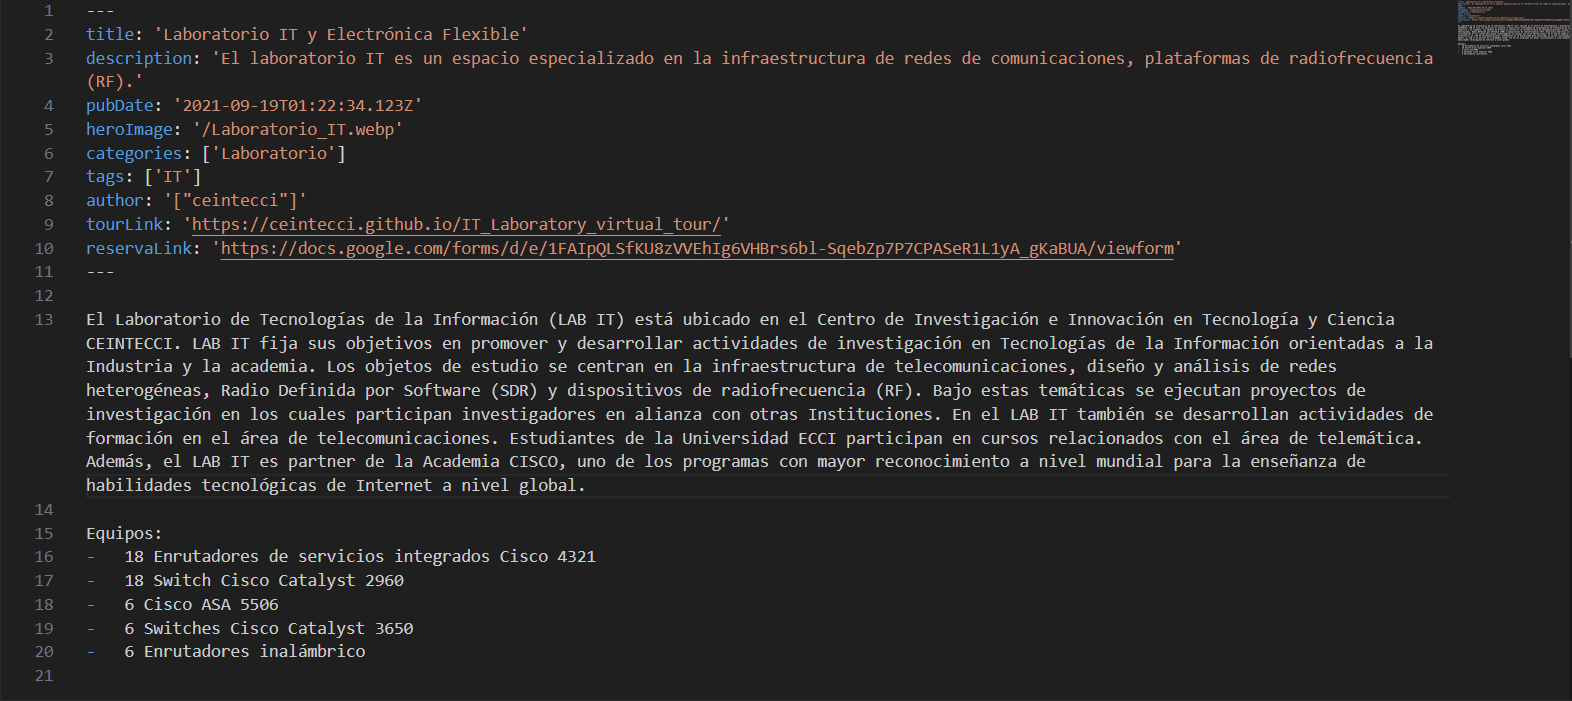 1 ---
2 title: 'Laboratorio IT y Electrónica Flexible'
3 description: 'El laboratorio IT es un espacio especializado en la infraestructura de redes de comunicaciones, plataformas de radiofrecuencia
(RF).'
4 pubDate: '2021-09-19T01:22:34.123Z'
5 heroImage: '/Laboratorio_IT.webp'
6 categories: ['Laboratorio']
7 tags: ['IT']
8 author: '["ceintecci"]'
9 tourLink: 'https://ceintecci.github.io/IT_Laboratory_virtual_tour/'
10 reservaLink: 'https://docs.google.com/forms/d/e/1FAIpQLSfKU8zVVEhIg6VHBrs6bl-SqebZp7P7CPASeR1L1yA_gKaBUA/viewform'
11 ---
12
13 El Laboratorio de Tecnologías de la Información (LAB IT) está ubicado en el Centro de Investigación e Innovación en Tecnología y Ciencia
CEINTECCI. LAB IT fija sus objetivos en promover y desarrollar actividades de investigación en Tecnologías de la Información orientadas a la
Industria y la academia. Los objetos de estudio se centran en la infraestructura de telecomunicaciones, diseño y análisis de redes
heterogéneas, Radio Definida por Software (SDR) y dispositivos de radiofrecuencia (RF). Bajo estas temáticas se ejecutan proyectos de
investigación en los cuales participan investigadores en alianza con otras Instituciones. En el LAB IT también se desarrollan actividades de
formación en el área de telecomunicaciones. Estudiantes de la Universidad ECCI participan en cursos relacionados con el área de telemática.
Además, el LAB IT es partner de la Academia CISCO, uno de los programas con mayor reconocimiento a nivel mundial para la enseñanza de
habilidades tecnológicas de Internet a nivel global.
14
15 Equipos:
16 - 18 Enrutadores de servicios integrados Cisco 4321
17 - 18 Switch Cisco Catalyst 2960
18 - 6 Cisco ASA 5506
19 - 6 Switches Cisco Catalyst 3650
20 - 6 Enrutadores inalámbrico
21